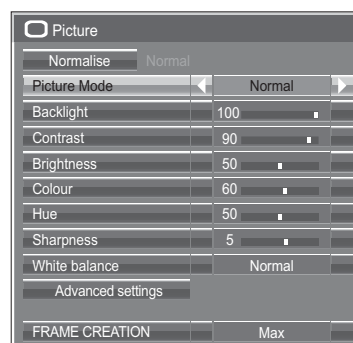 Picture
Normalise Normal
Picture Mode Normal
Backlight 100
Contrast 90
Brightness 50
Colour 60
Hue 50
Sharpness 5
White balance Normal
Advanced settings
FRAME CREATION Max